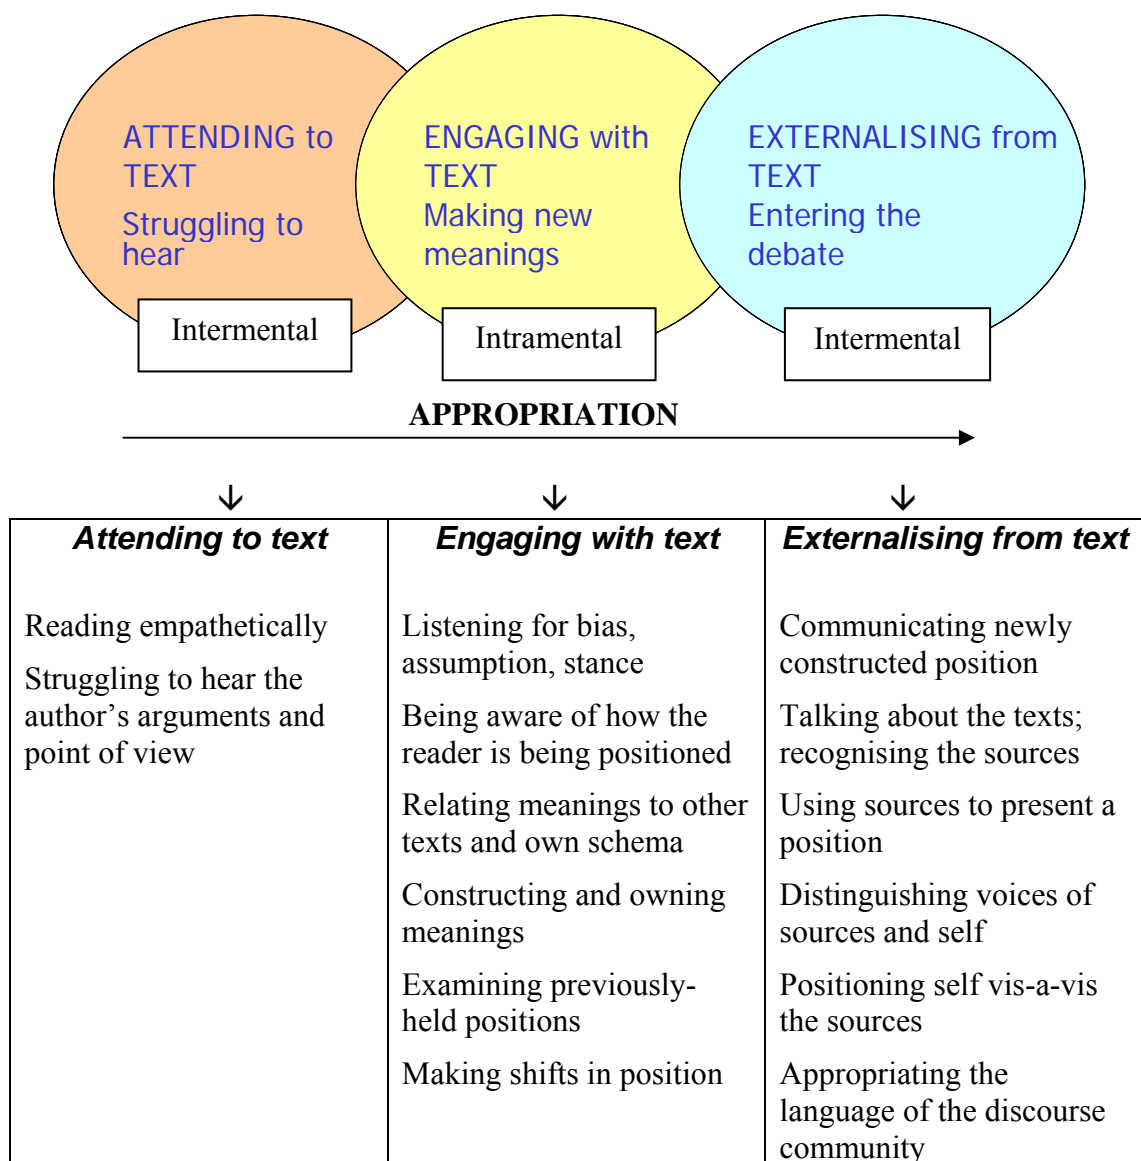 ATTENDING to
TEXT
Struggling to
hear
ENGAGING with
TEXT
Making new
meanings
EXTERNALISING from
TEXT
Entering the
debate
Intermental
Intramental
Intermental
APPROPRIATION
Attending to text
Reading empathetically
Struggling to hear the
author’s arguments and
point of view
Engaging with text
Listening for bias,
assumption, stance
Being aware of how the
reader is being positioned
Relating meanings to other
texts and own schema
Constructing and owning
meanings
Examining previously-
held positions
Making shifts in position
Externalising from text
Communicating newly
constructed position
Talking about the texts;
recognising the sources
Using sources to present a
position
Distinguishing voices of
sources and self
Positioning self vis-a-vis
the sources
Appropriating the
language of the discourse
community